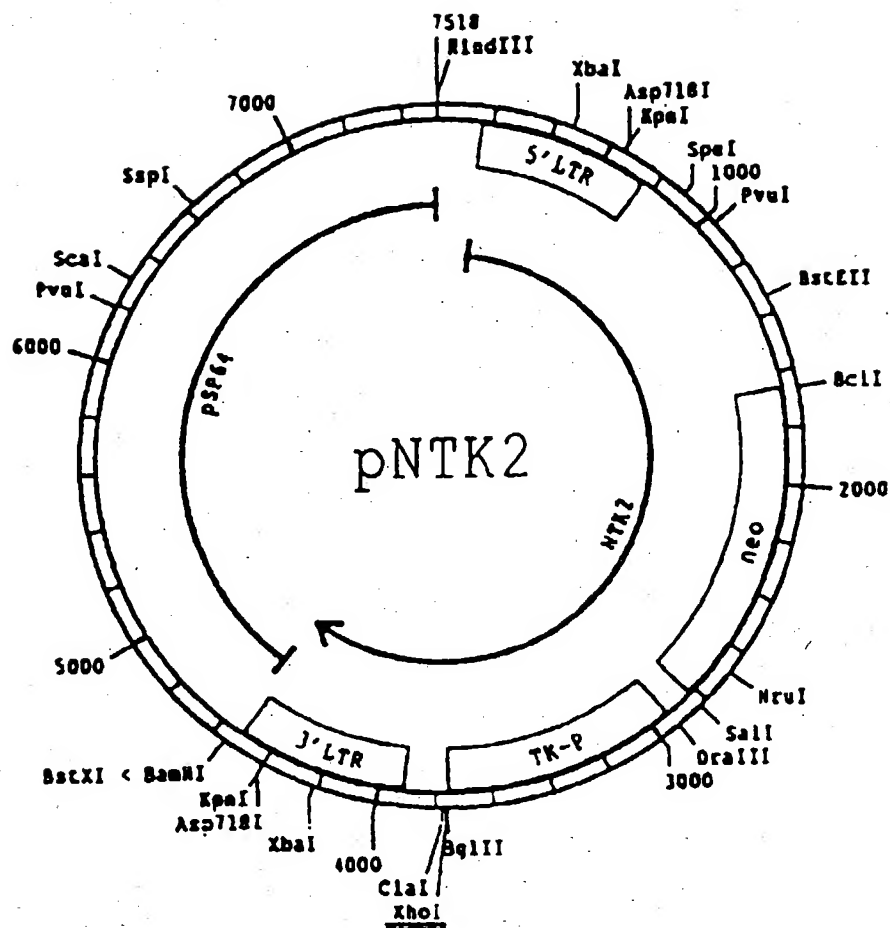 7518
HindIII
XbaI
Asp718I
KpnI
SpeI
1000
PvuI
BstEII
BclI
2000
NruI
SalI
DraIII
3000
BglII
ClaI
XhoI
4000
XbaI
Asp718I
KpnI
BstXI < BamHI
5000
6000
PvuI
ScaI
SspI
7000
5'LTR
neo
TK-P
3'LTR
pSP64
NTK2
pNTK2